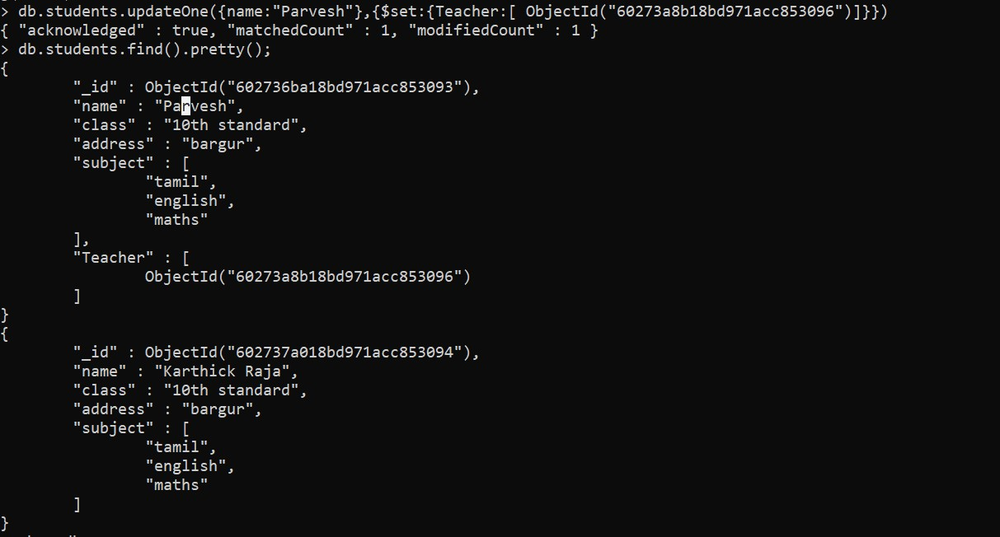 > db.students.updateOne({name:"Parvesh"},{$set:{Teacher:[ ObjectId("60273a8b18bd971acc853096")]}})
{ "acknowledged" : true, "matchedCount" : 1, "modifiedCount" : 1 }
> db.students.find().pretty();
{
        "_id" : ObjectId("602736ba18bd971acc853093"),
        "name" : "Parvesh",
        "class" : "10th standard",
        "address" : "bargur",
        "subject" : [
                "tamil",
                "english",
                "maths"
        ],
        "Teacher" : [
                ObjectId("60273a8b18bd971acc853096")
        ]
}
{
        "_id" : ObjectId("602737a018bd971acc853094"),
        "name" : "Karthick Raja",
        "class" : "10th standard",
        "address" : "bargur",
        "subject" : [
                "tamil",
                "english",
                "maths"
        ]
}